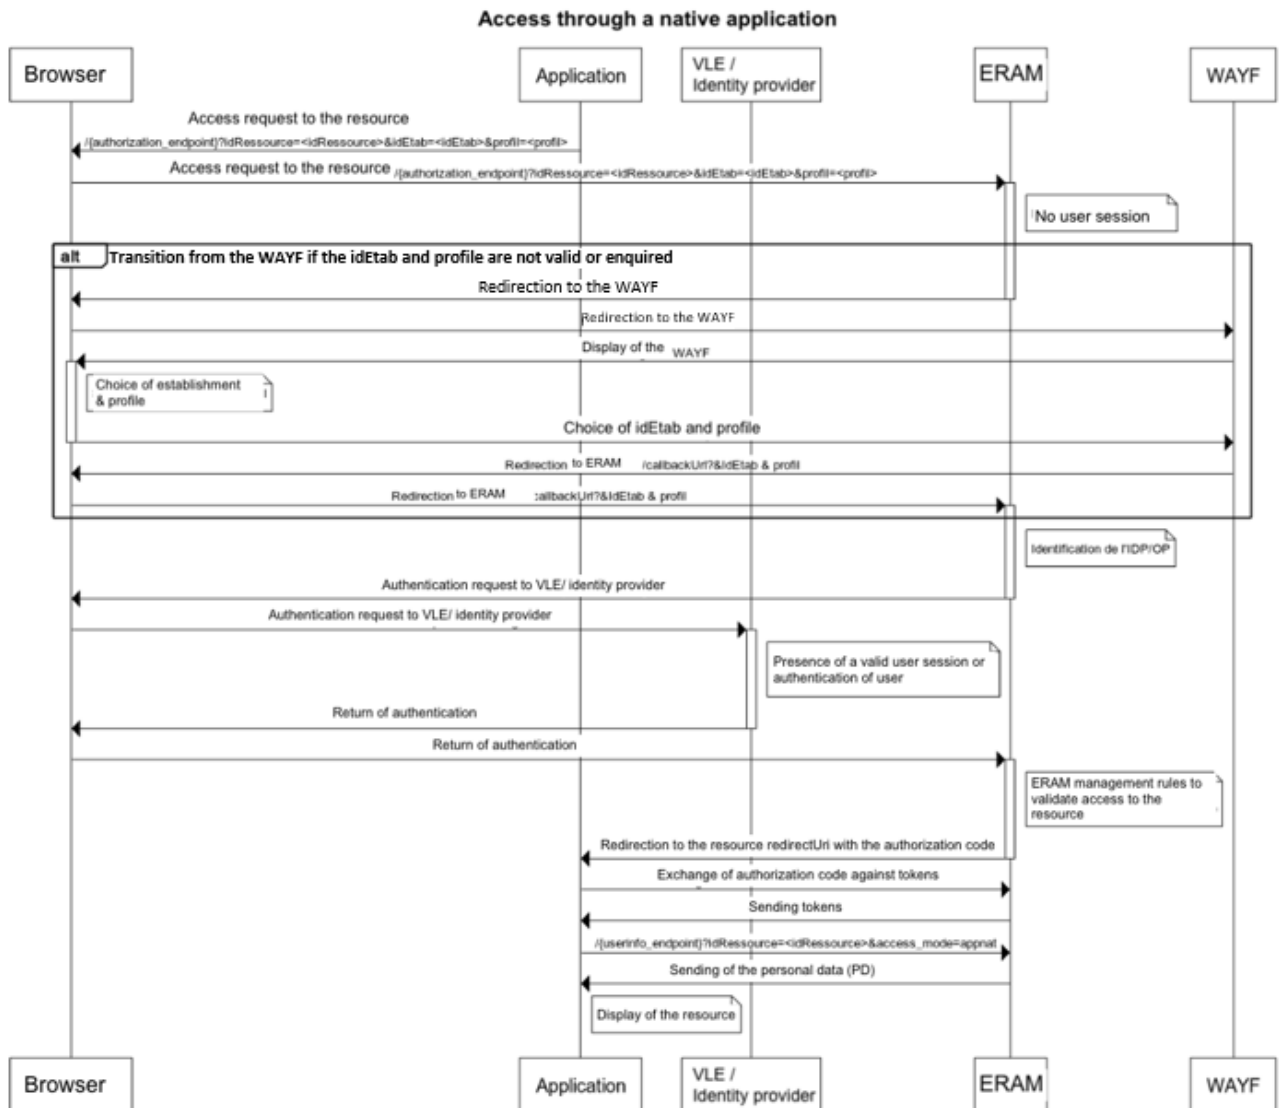 Access through a native application
Browser
Application
VLE /
Identity provider
ERAM
WAYF
Access request to the resource
/{authorization_endpoint}?idRessource=<idRessource>&idEtab=<idEtab>&profil=<profil>
Access request to the resource /{authorization_endpoint}?idRessource=<idRessource>&idEtab=<idEtab>&profil=<profil>
No user session
alt Transition from the WAYF if the idEtab and profile are not valid or enquired
Redirection to the WAYF
Redirection to the WAYF
Display of the WAYF
Choice of establishment
& profile
Choice of idEtab and profile
Redirection to ERAM /callbackUrl?&idEtab & profil
Redirection to ERAM :allbackUrl?&idEtab & profil
Identification de l'IDP/OP
Authentication request to VLE/ identity provider
Authentication request to VLE/ identity provider
Presence of a valid user session or
authentication of user
Return of authentication
Return of authentication
ERAM management rules to
validate access to the
resource
Redirection to the resource redirectUri with the authorization code
Exchange of authorization code against tokens
Sending tokens
/{userinfo_endpoint}?idRessource=<idRessource>&access_mode=appnat
Sending of the personal data (PD)
Display of the resource
Browser
Application
VLE /
Identity provider
ERAM
WAYF